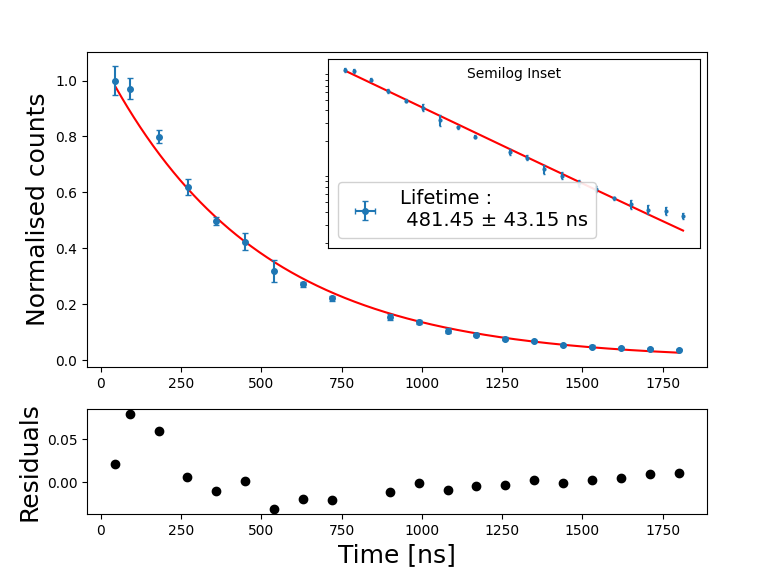 Normalised counts
1.0
0.8
0.6
0.4
0.2
0.0
Semilog Inset
Lifetime :
481.45 ± 43.15 ns
0 250 500 750 1000 1250 1500 1750
Residuals
0.05
0.00
0 250 500 750 1000 1250 1500 1750
Time [ns]